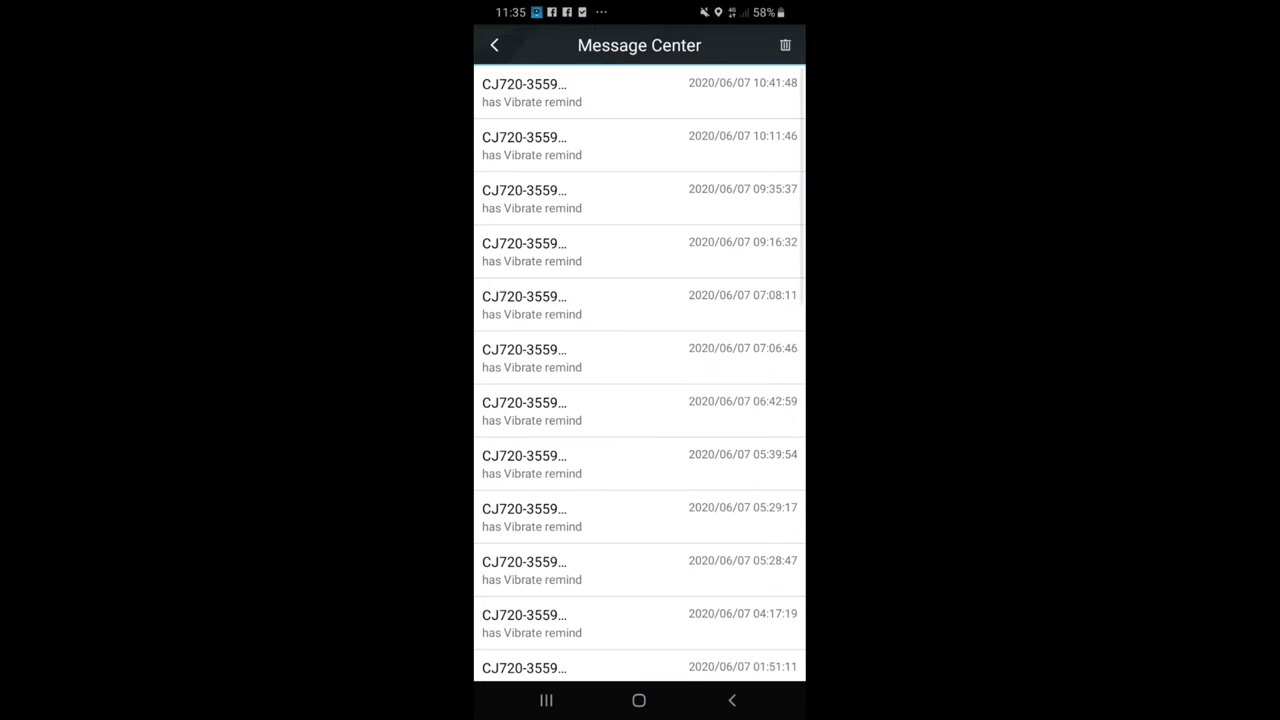 11:35 58%
Message Center
CJ720-3559... 2020/06/07 10:41:48
has Vibrate remind
CJ720-3559... 2020/06/07 10:11:46
has Vibrate remind
CJ720-3559... 2020/06/07 09:35:37
has Vibrate remind
CJ720-3559... 2020/06/07 09:16:32
has Vibrate remind
CJ720-3559... 2020/06/07 07:08:11
has Vibrate remind
CJ720-3559... 2020/06/07 07:06:46
has Vibrate remind
CJ720-3559... 2020/06/07 06:42:59
has Vibrate remind
CJ720-3559... 2020/06/07 05:39:54
has Vibrate remind
CJ720-3559... 2020/06/07 05:29:17
has Vibrate remind
CJ720-3559... 2020/06/07 05:28:47
has Vibrate remind
CJ720-3559... 2020/06/07 04:17:19
has Vibrate remind
CJ720-3559... 2020/06/07 01:51:11